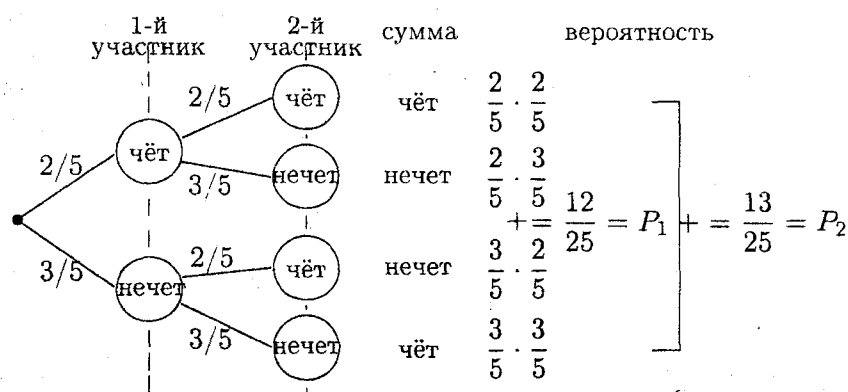 1-й 2-й сумма вероятность
участник участник
2/5 чёт чёт 2/5 · 2/5
2/5 чёт
3/5 нечет нечет 2/5 · 3/5
+ = 12/25 = P₁ + = 13/25 = P₂
3/5 нечет 2/5 чёт нечет 3/5 · 2/5
3/5 нечет чёт 3/5 · 3/5